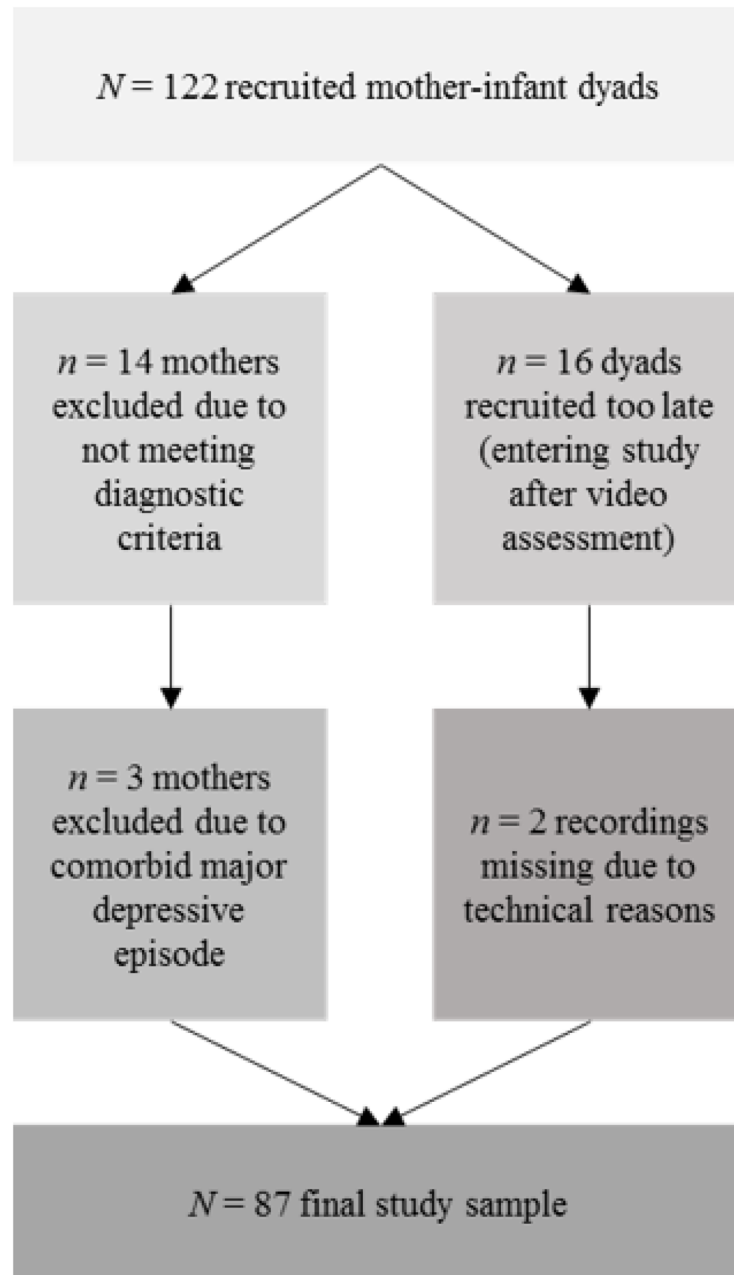 N = 122 recruited mother-infant dyads
n = 14 mothers
excluded due to
not meeting
diagnostic
criteria
n = 16 dyads
recruited too late
(entering study
after video
assessment)
n = 3 mothers
excluded due to
comorbid major
depressive
episode
n = 2 recordings
missing due to
technical reasons
N = 87 final study sample